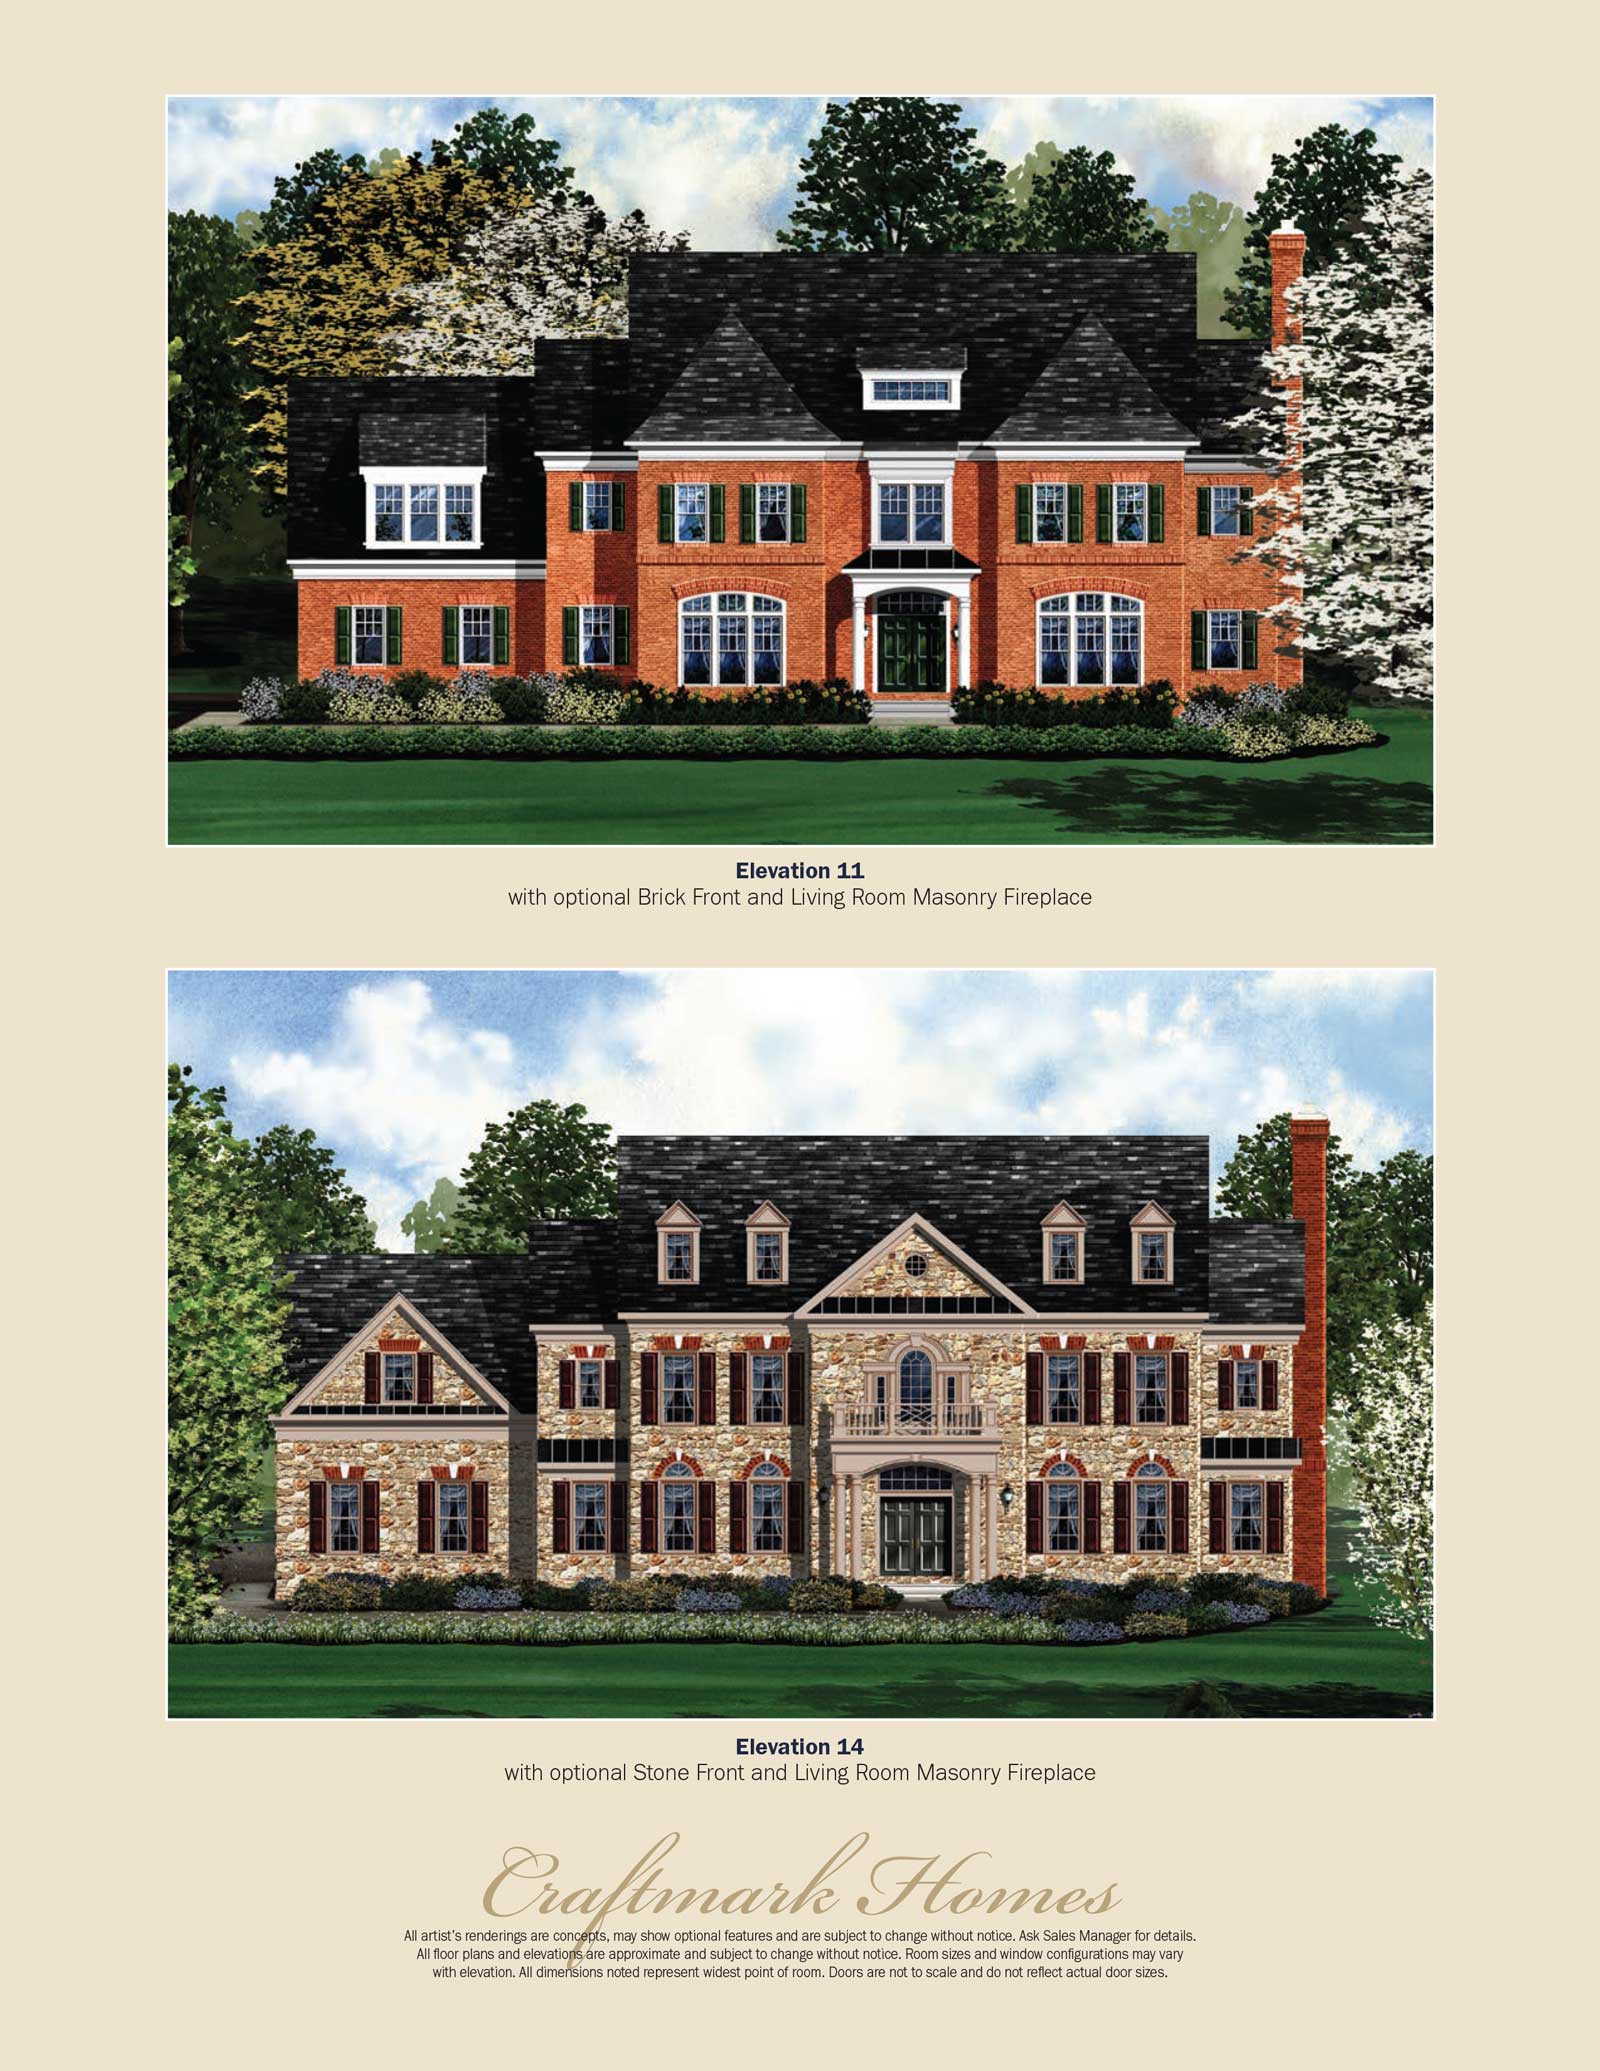 Elevation 11
with optional Brick Front and Living Room Masonry Fireplace
Elevation 14
with optional Stone Front and Living Room Masonry Fireplace
Craftmark Homes
All artist's renderings are concepts, may show optional features and are subject to change without notice. Ask Sales Manager for details.
All floor plans and elevations are approximate and subject to change without notice. Room sizes and window configurations may vary
with elevation. All dimensions noted represent widest point of room. Doors are not to scale and do not reflect actual door sizes.